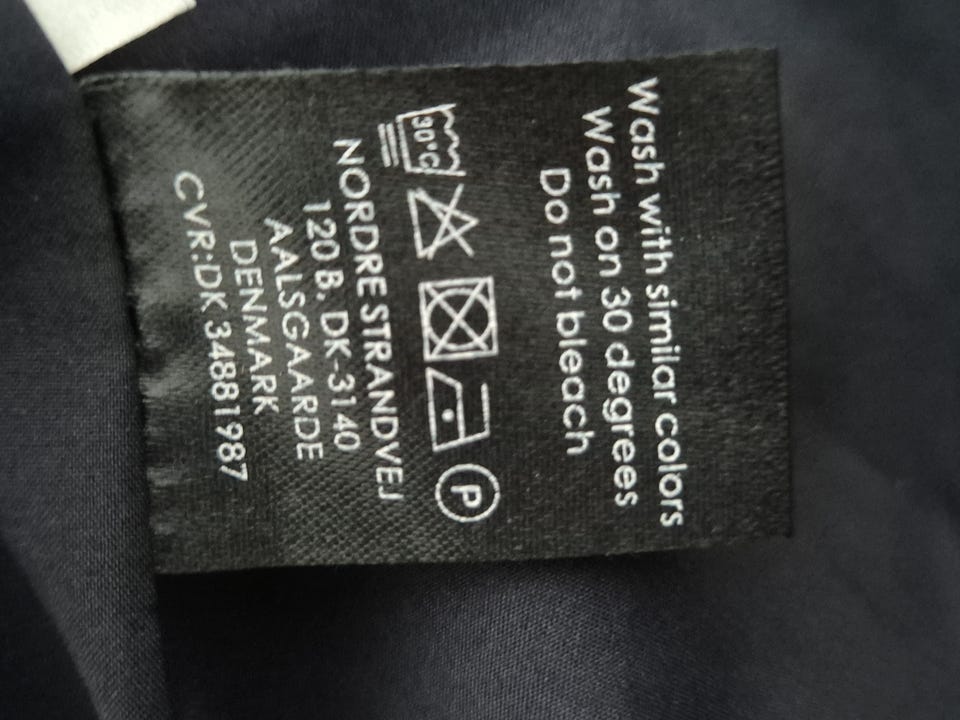 Wash with similar colors
Wash on 30 degrees
Do not bleach
30°C P
NORDRE STRANDVEJ
120 B. DK-3140
AALSGAARDE
DENMARK
CVR:DK 34881987